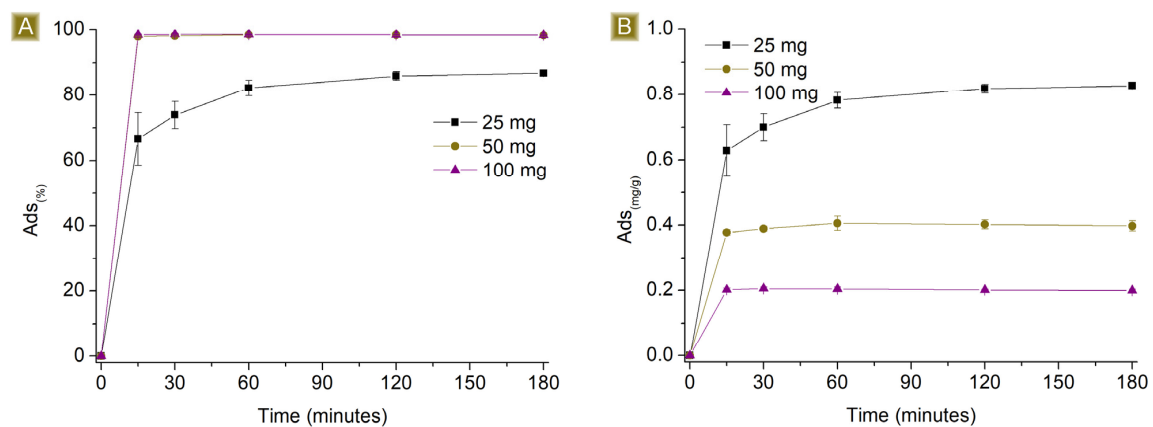 A
100
80
60
40
20
0
Ads(%)
25 mg
50 mg
100 mg
0 30 60 90 120 150 180
Time (minutes)
B
1.0
0.8
0.6
0.4
0.2
0.0
Ads(mg/g)
25 mg
50 mg
100 mg
0 30 60 90 120 150 180
Time (minutes)